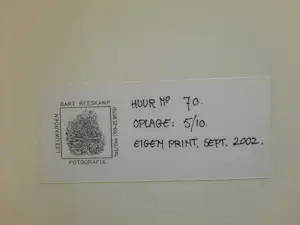 BART REESKAMP
LEEUWARDEN
FOTOGRAFIE
HUUR Nº 70.
OPLAGE: 5/10.
EIGEN PRINT, SEPT. 2002.